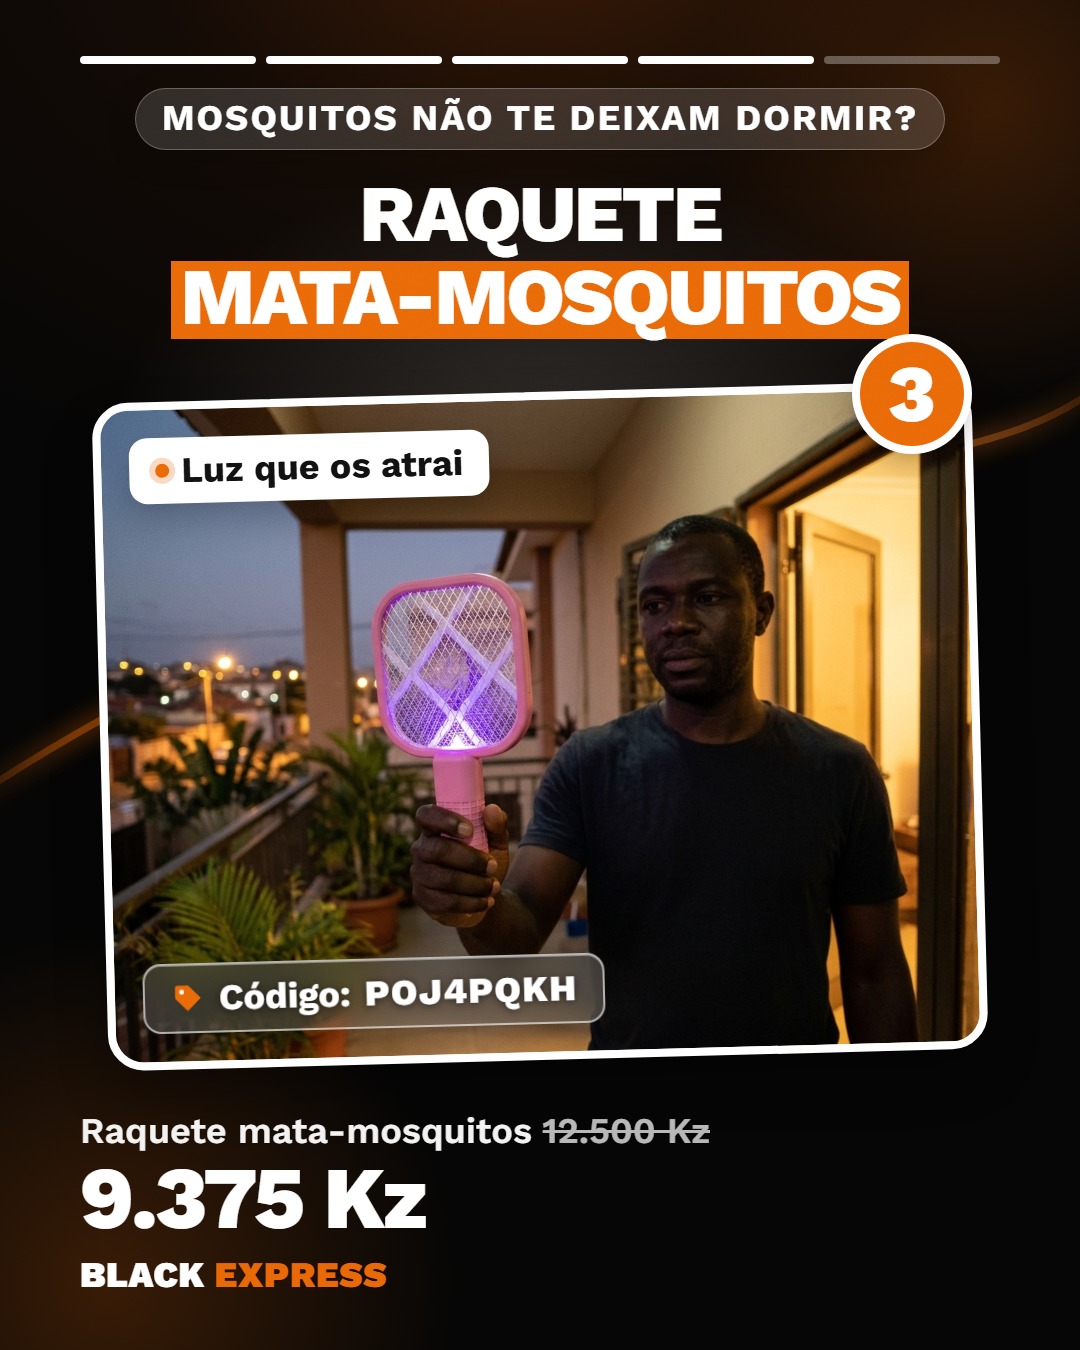 MOSQUITOS NÃO TE DEIXAM DORMIR?
RAQUETE
MATA-MOSQUITOS
3
Luz que os atrai
Código: POJ4PQKH
Raquete mata-mosquitos 12.500 Kz
9.375 Kz
BLACK EXPRESS